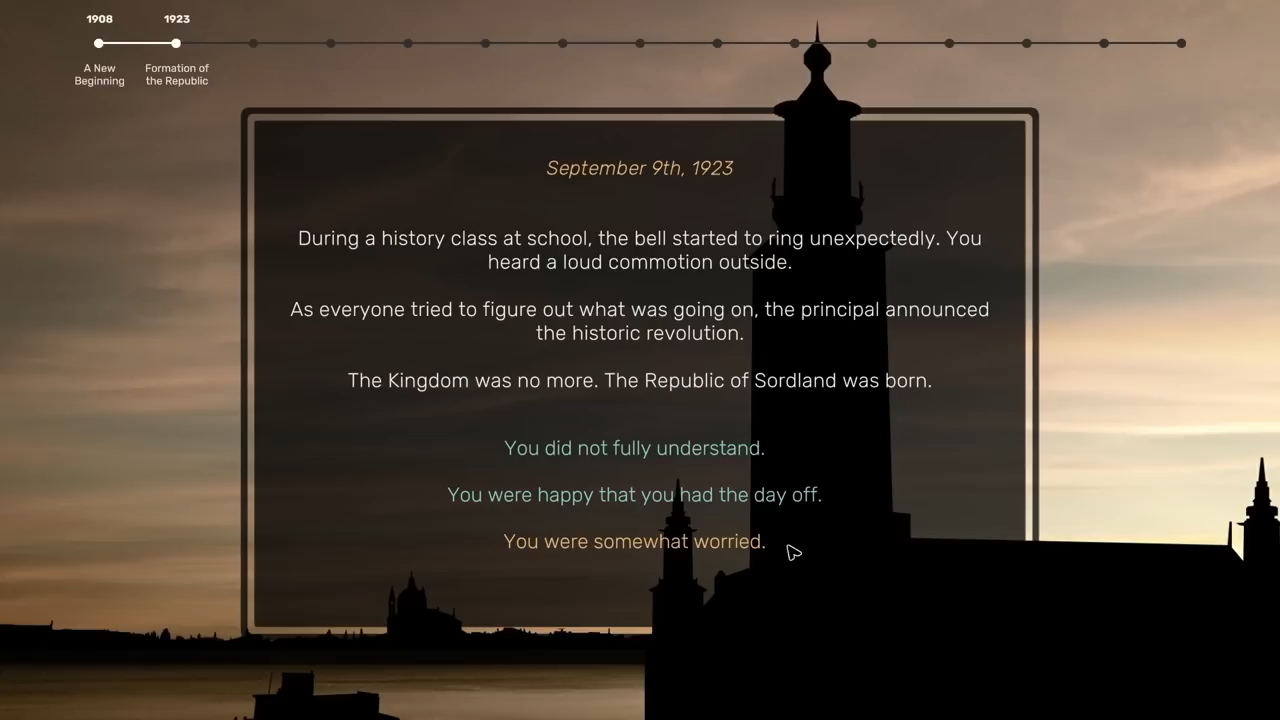 1908
1923
A New
Beginning
Formation of
the Republic
September 9th, 1923
During a history class at school, the bell started to ring unexpectedly. You
heard a loud commotion outside.
As everyone tried to figure out what was going on, the principal announced
the historic revolution.
The Kingdom was no more. The Republic of Sordland was born.
You did not fully understand.
You were happy that you had the day off.
You were somewhat worried.